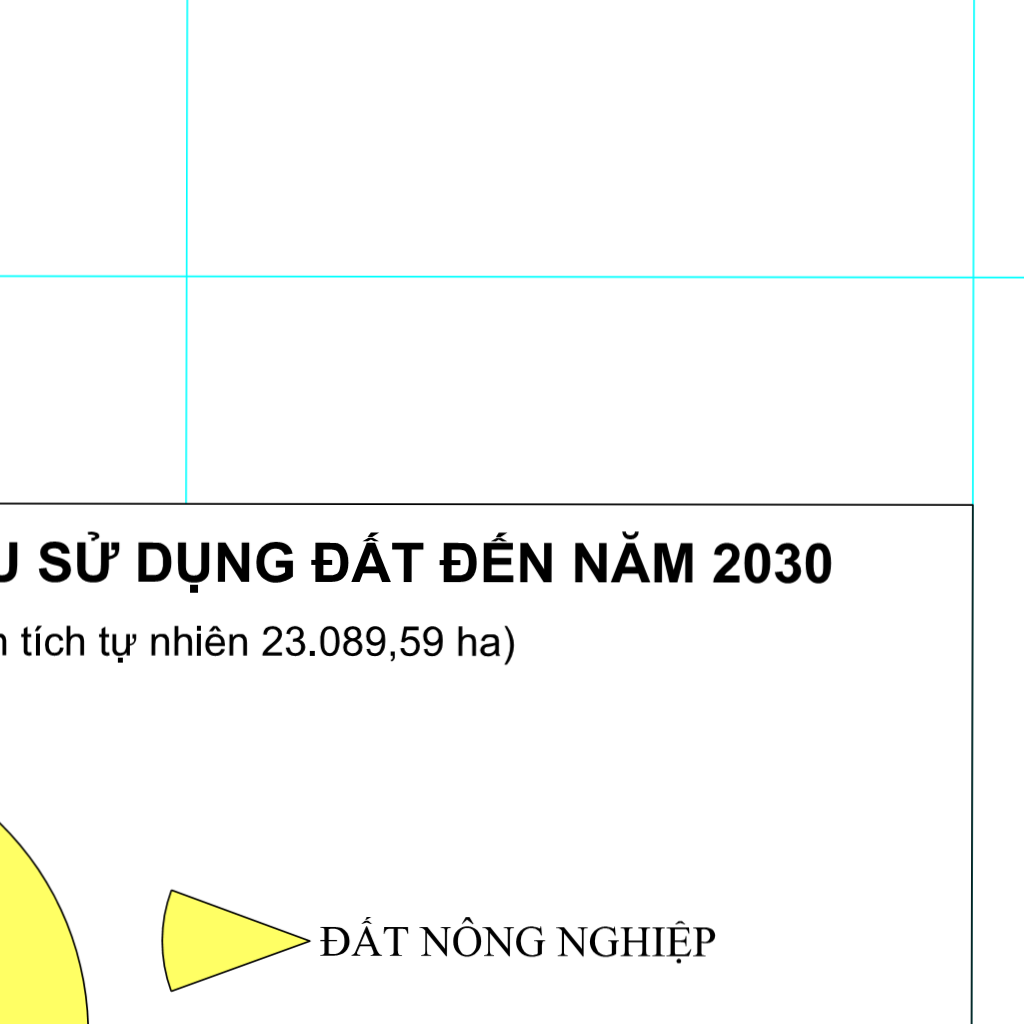 SỬ DỤNG ĐẤT ĐẾN NĂM 2030
tích tự nhiên 23.089,59 ha)
ĐẤT NÔNG NGHIỆP